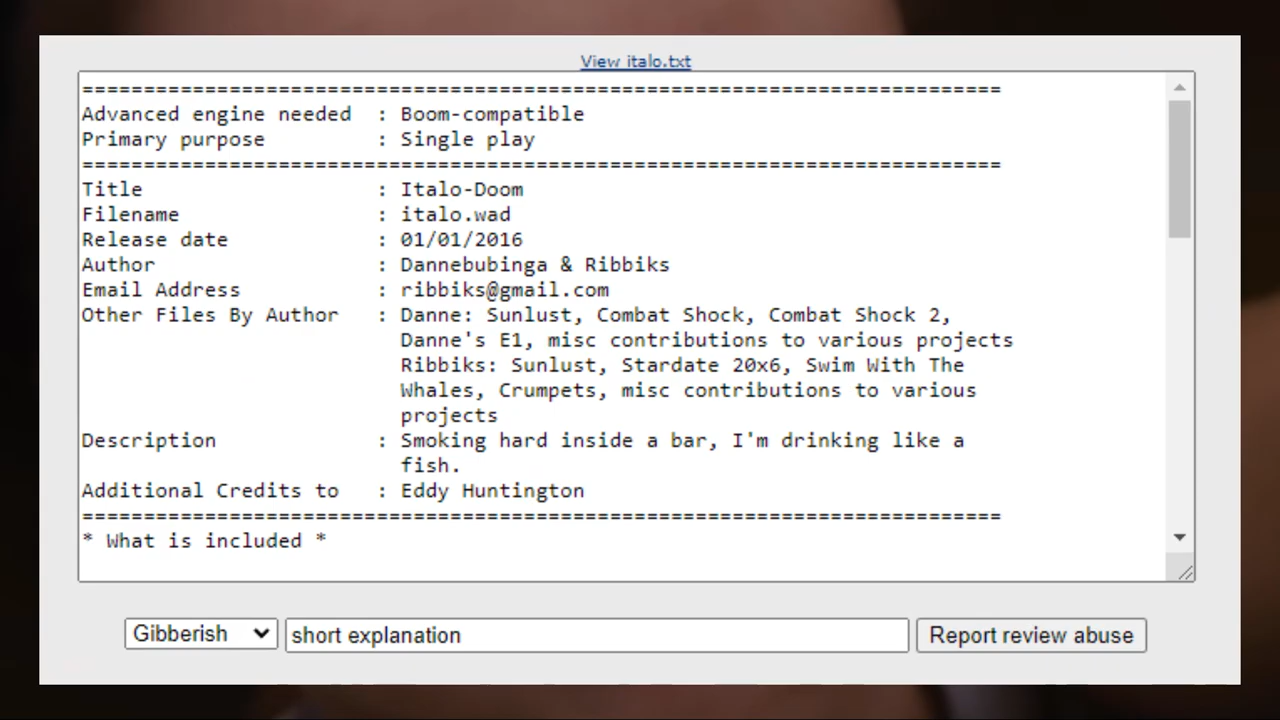 View italo.txt
===========================================================================
Advanced engine needed  : Boom-compatible
Primary purpose         : Single play
===========================================================================
Title                   : Italo-Doom
Filename                : italo.wad
Release date            : 01/01/2016
Author                  : Dannebubinga & Ribbiks
Email Address           : ribbiks@gmail.com
Other Files By Author   : Danne: Sunlust, Combat Shock, Combat Shock 2,
                          Danne's E1, misc contributions to various projects
                          Ribbiks: Sunlust, Stardate 20x6, Swim With The
                          Whales, Crumpets, misc contributions to various
                          projects
Description             : Smoking hard inside a bar, I'm drinking like a
                          fish.
Additional Credits to   : Eddy Huntington
===========================================================================
* What is included *
Gibberish short explanation Report review abuse